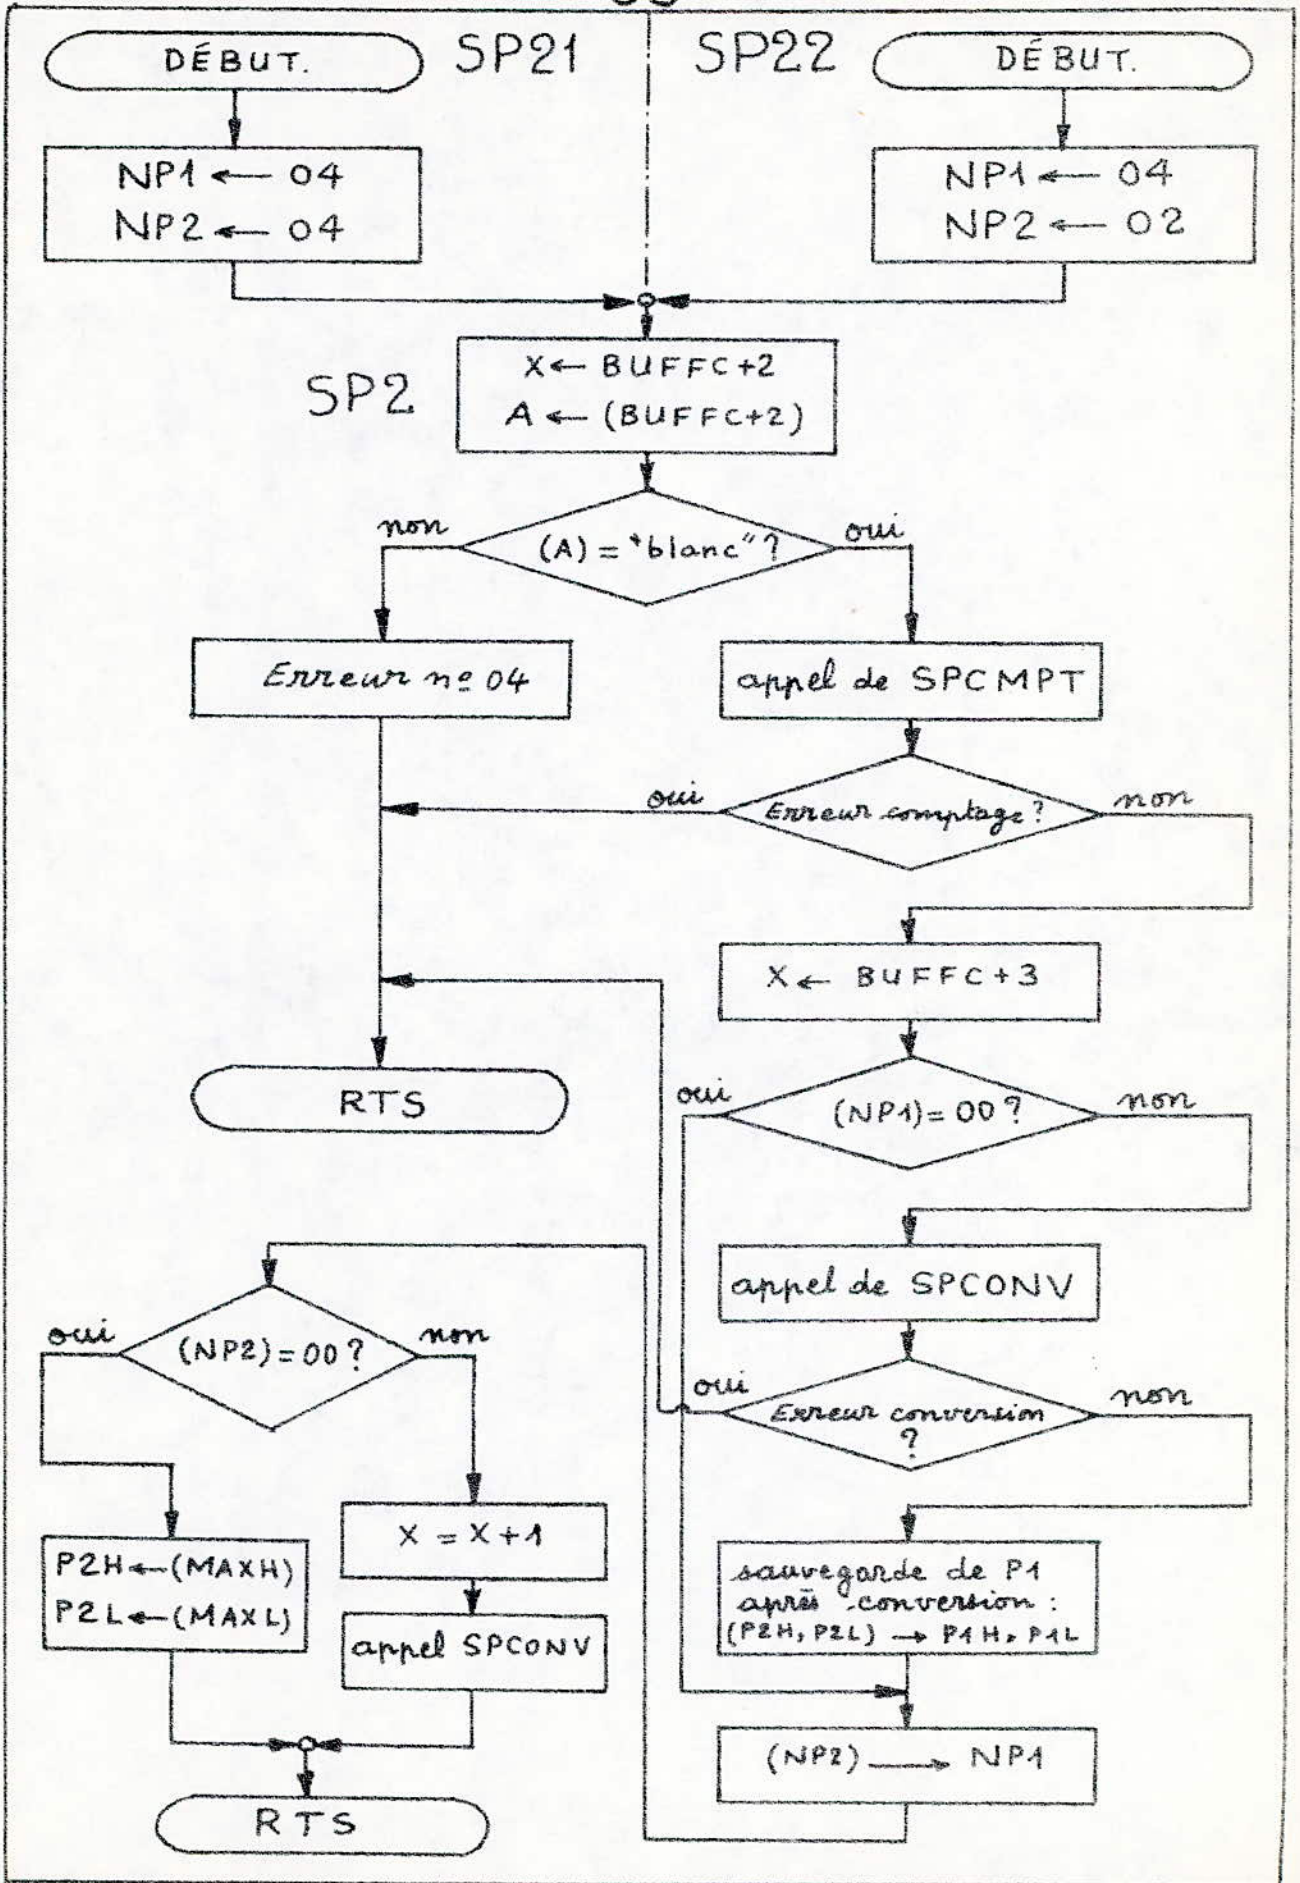 SP21
SP22
DÉBUT.
DÉBUT.
NP1 ← 04
NP2 ← 04
NP1 ← 04
NP2 ← 02
SP2
X ← BUFFC+2
A ← (BUFFC+2)
non
(A) = "blanc" ?
oui
Erreur nº 04
appel de SPCMPT
oui
Erreur comptage ?
non
X ← BUFFC+3
RTS
oui
(NP1) = 00 ?
non
appel de SPCONV
oui
(NP2) = 00 ?
non
oui
Erreur conversion
?
non
X = X+1
P2H ← (MAXH)
P2L ← (MAXL)
appel SPCONV
sauvegarde de P1
après conversion :
(P2H, P2L) → P1H, P1L
(NP2) → NP1
RTS